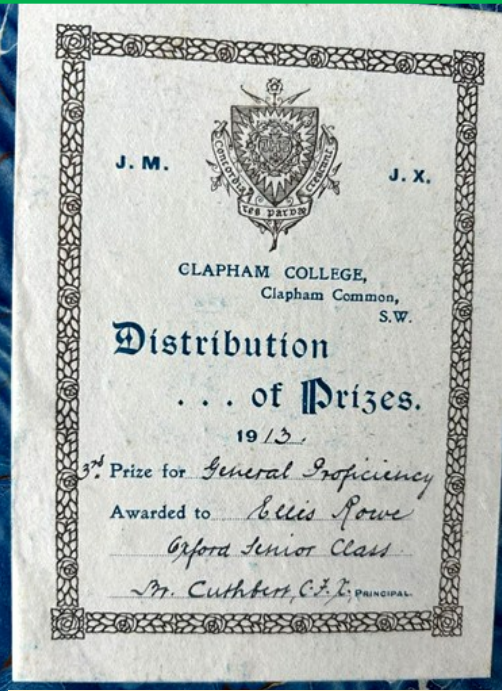 J. M.
J. X.
Concordia
res parvæ
crescunt
CLAPHAM COLLEGE,
Clapham Common,
S.W.
Distribution
. . . of Prizes.
1913.
3rd Prize for General Proficiency
Awarded to Ellis Rowe
Oxford Senior Class
Br. Cuthbert, C.F.X. PRINCIPAL.